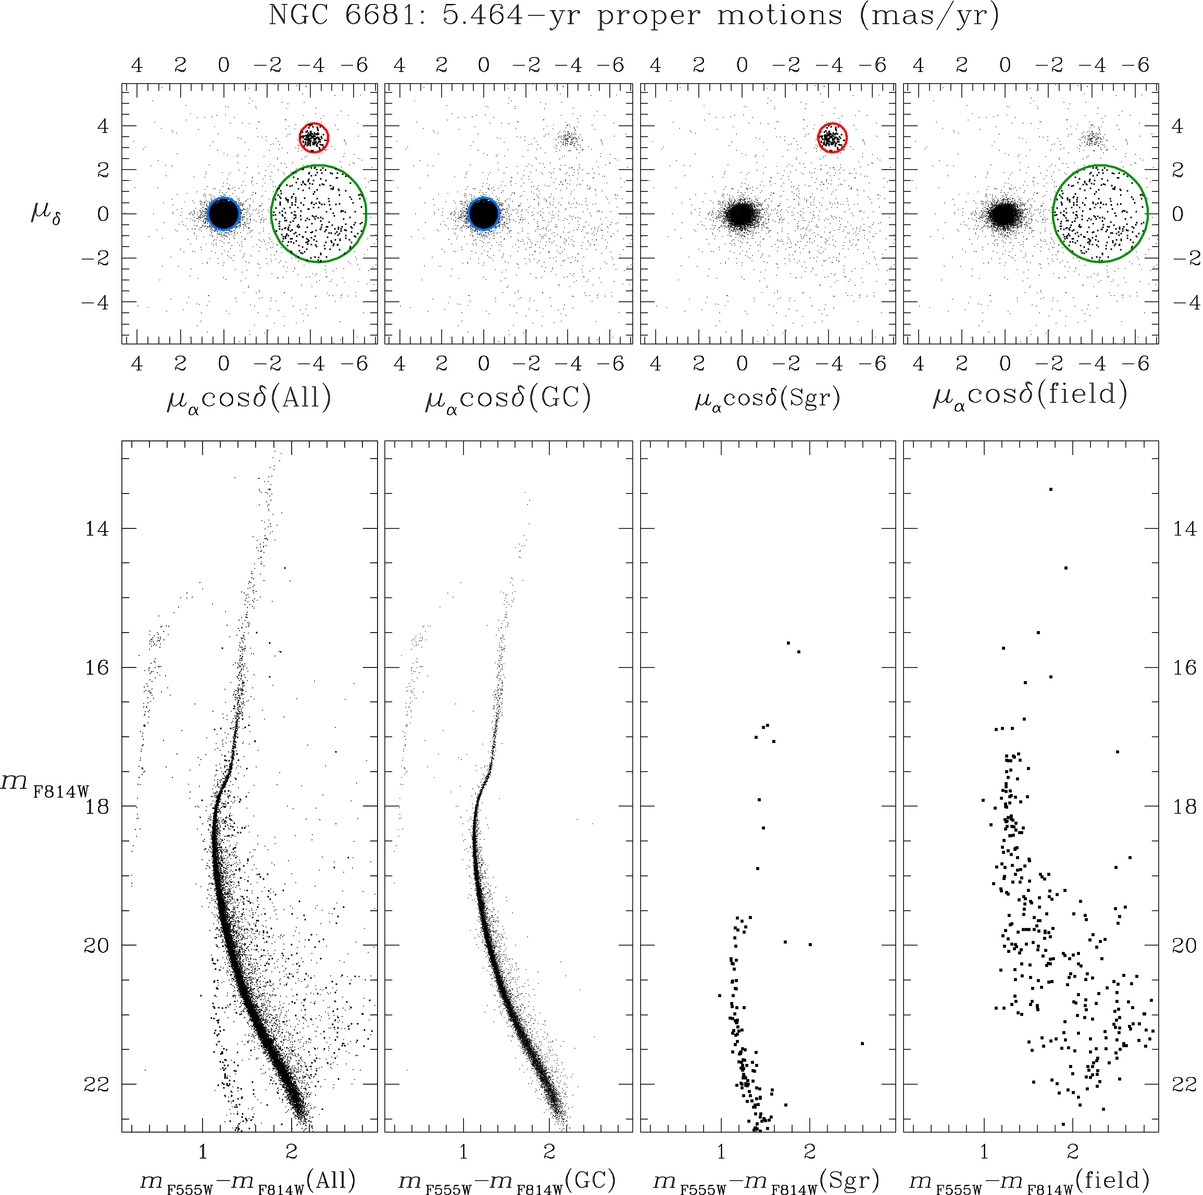 NGC 6681: 5.464−yr proper motions (mas/yr)
4 2 0 −2 −4 −6 4 2 0 −2 −4 −6 4 2 0 −2 −4 −6 4 2 0 −2 −4 −6
4 4
2 2
μδ 0 0
−2 −2
−4 −4
4 2 0 −2 −4 −6 4 2 0 −2 −4 −6 4 2 0 −2 −4 −6 4 2 0 −2 −4 −6
μαcosδ(All) μαcosδ(GC) μαcosδ(Sgr) μαcosδ(field)
14 14
16 16
mF814W
18 18
20 20
22 22
1 2 1 2 1 2 1 2
mF555W−mF814W(All) mF555W−mF814W(GC) mF555W−mF814W(Sgr) mF555W−mF814W(field)